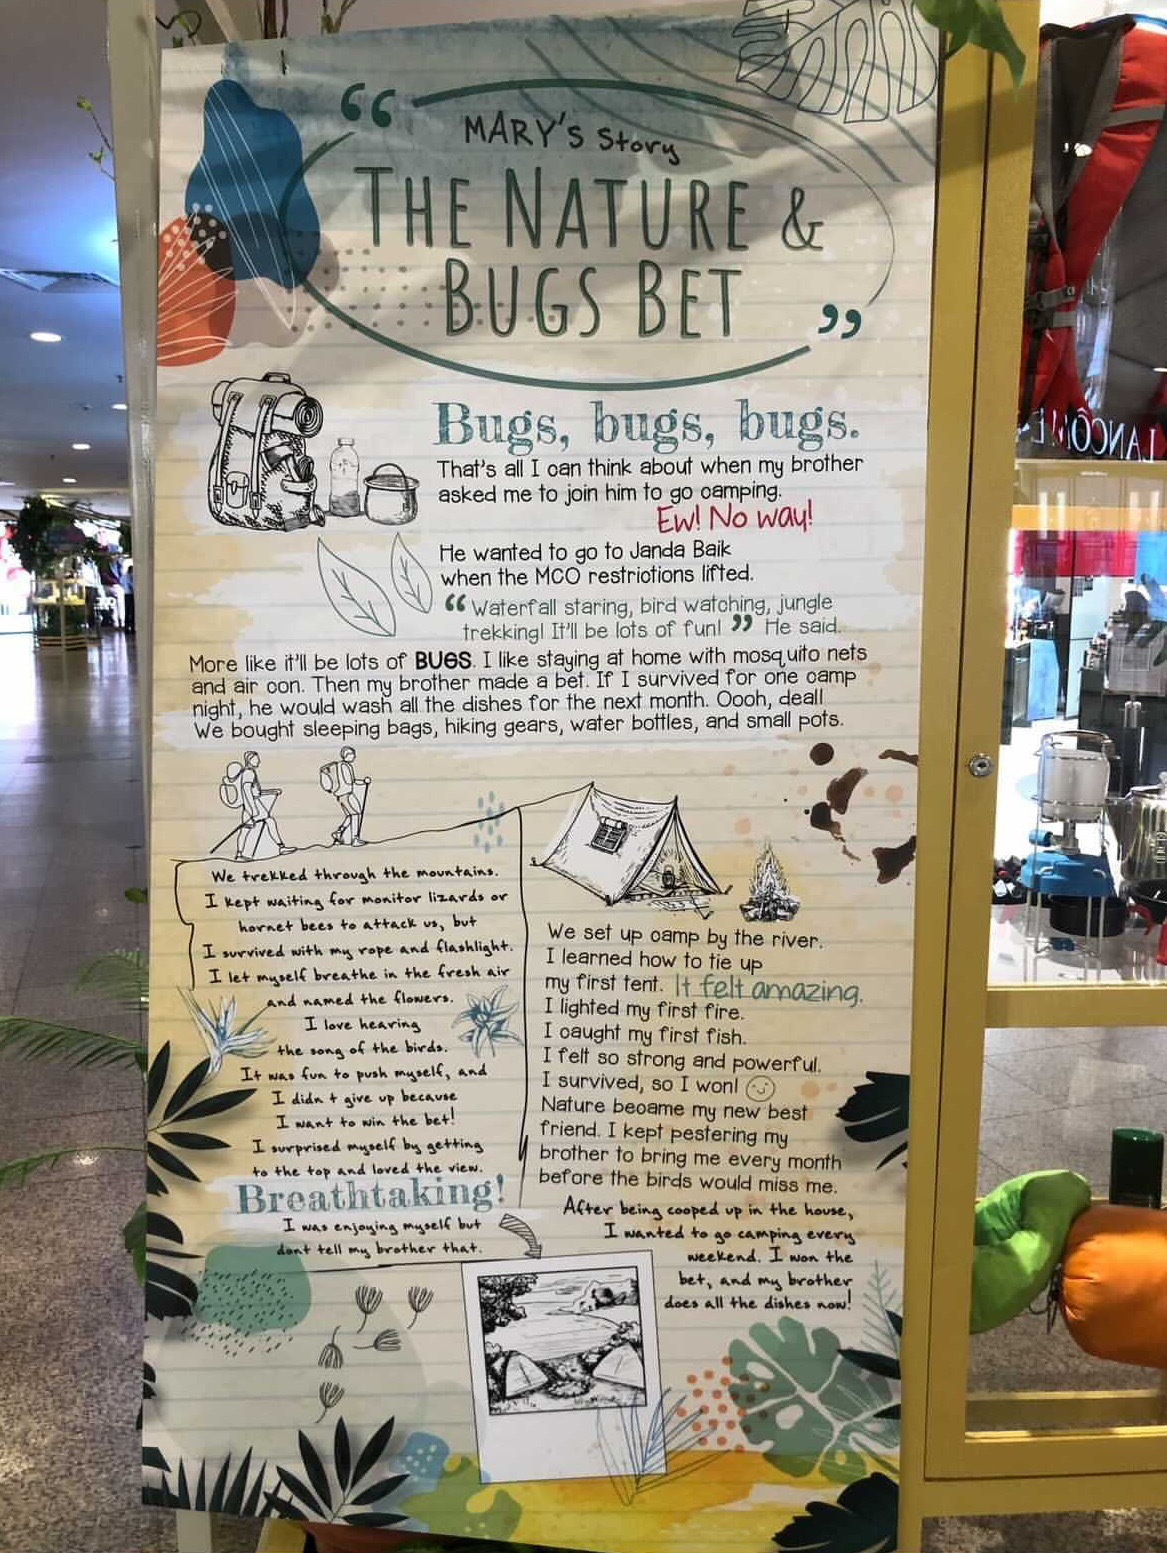 “ MARY's Story
THE NATURE &
BUGS BET ”
Bugs, bugs, bugs.
That's all I can think about when my brother
asked me to join him to go camping.
Ew! No way!
He wanted to go to Janda Baik
when the MCO restrictions lifted.
“ Waterfall staring, bird watching, jungle
trekking! It'll be lots of fun! ” He said.
More like it'll be lots of BUGS. I like staying at home with mosquito nets
and air con. Then my brother made a bet. If I survived for one camp
night, he would wash all the dishes for the next month. Oooh, deal!
We bought sleeping bags, hiking gears, water bottles, and small pots.
We trekked through the mountains.
I kept waiting for monitor lizards or
hornet bees to attack us, but
I survived with my rope and flashlight.
I let myself breathe in the fresh air
and named the flowers.
I love hearing
the song of the birds.
It was fun to push myself, and
I didn t give up because
I want to win the bet!
I surprised myself by getting
to the top and loved the view.
Breathtaking!
I was enjoying myself but
dont tell my brother that.
We set up camp by the river.
I learned how to tie up
my first tent. It felt amazing.
I lighted my first fire.
I caught my first fish.
I felt so strong and powerful.
I survived, so I won!
Nature became my new best
friend. I kept pestering my
brother to bring me every month
before the birds would miss me.
After being cooped up in the house,
I wanted to go camping every
weekend. I won the
bet, and my brother
does all the dishes now!
LANCÔME